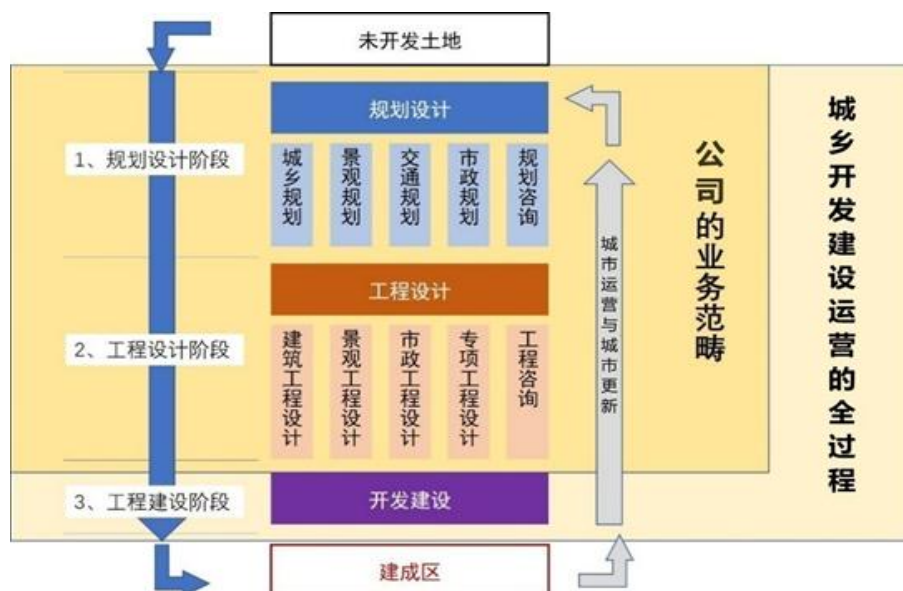 未开发土地
规划设计
1、规划设计阶段
城乡规划
景观规划
交通规划
市政规划
规划咨询
工程设计
2、工程设计阶段
建筑工程设计
景观工程设计
市政工程设计
专项工程设计
工程咨询
3、工程建设阶段
开发建设
建成区
城市运营与城市更新
公司的业务范畴
城乡开发建设运营的全过程